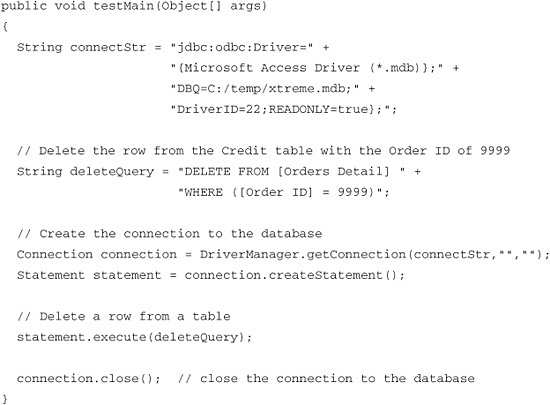 public void testMain(Object[] args)
{
  String connectStr = "jdbc:odbc:Driver=" +
                      "{Microsoft Access Driver (*.mdb)};" +
                      "DBQ=C:/temp/xtreme.mdb;" +
                      "DriverID=22;READONLY=true};";
  // Delete the row from the Credit table with the Order ID of 9999
  String deleteQuery = "DELETE FROM [Orders Detail] " +
                       "WHERE ([Order ID] = 9999)";
  // Create the connection to the database
  Connection connection = DriverManager.getConnection(connectStr,"","");
  Statement statement = connection.createStatement();
  // Delete a row from a table
  statement.execute(deleteQuery);
  connection.close();  // close the connection to the database
}